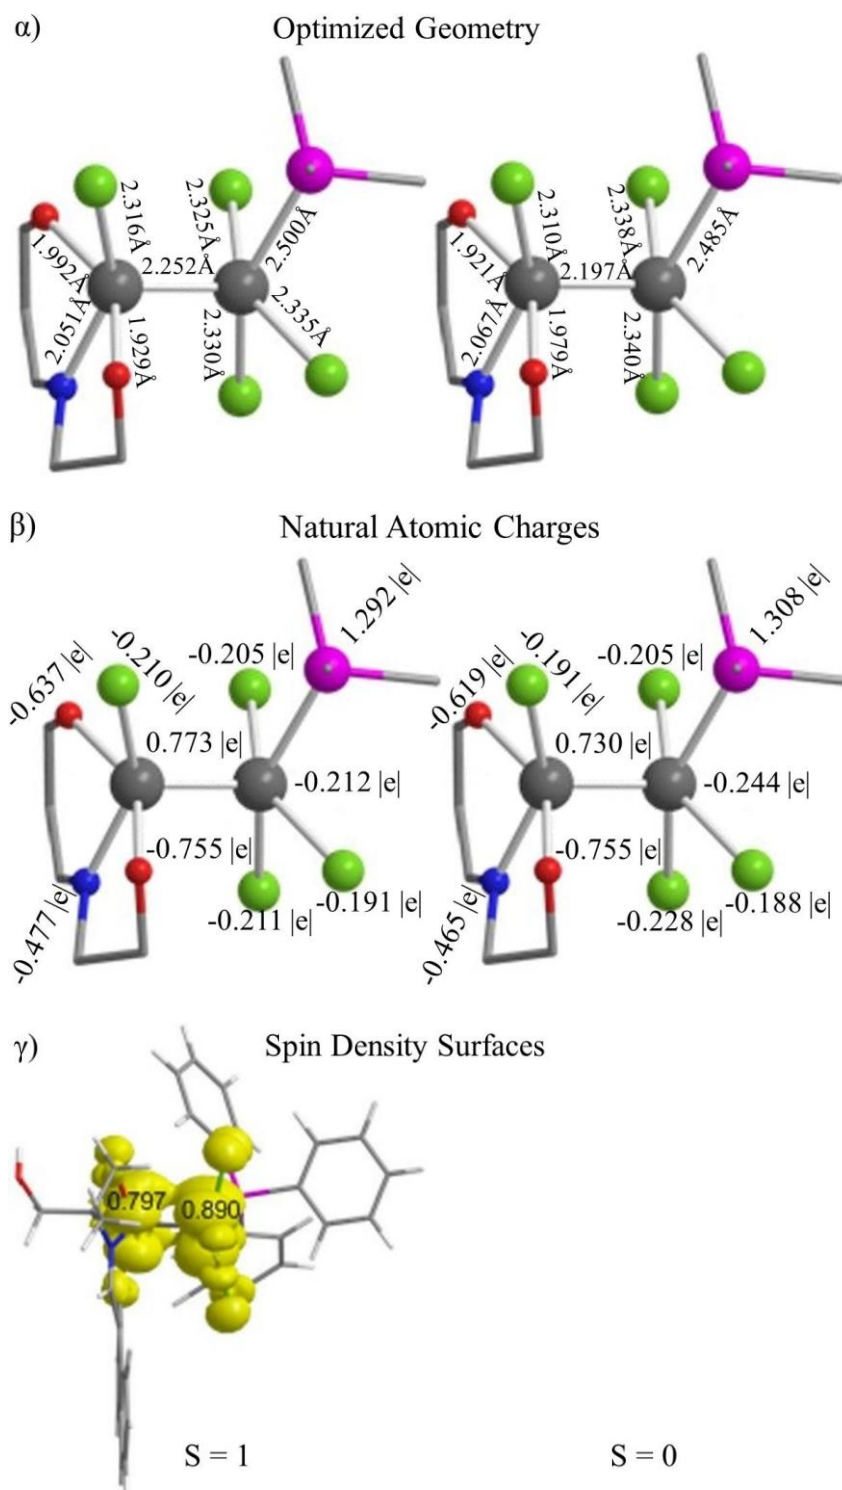 α)
Optimized Geometry
2.316Å
2.325Å
2.500Å
1.992Å
2.252Å
2.051Å
1.929Å
2.330Å
2.335Å
2.310Å
2.338Å
2.485Å
1.921Å
2.197Å
2.067Å
1.979Å
2.340Å
β)
Natural Atomic Charges
1.292 |e|
-0.637 |e|
-0.210 |e|
-0.205 |e|
0.773 |e|
-0.212 |e|
-0.755 |e|
-0.477 |e|
-0.211 |e|
-0.191 |e|
1.308 |e|
-0.619 |e|
-0.191 |e|
-0.205 |e|
0.730 |e|
-0.244 |e|
-0.755 |e|
-0.465 |e|
-0.228 |e|
-0.188 |e|
γ)
Spin Density Surfaces
0.797
0.890
S = 1
S = 0